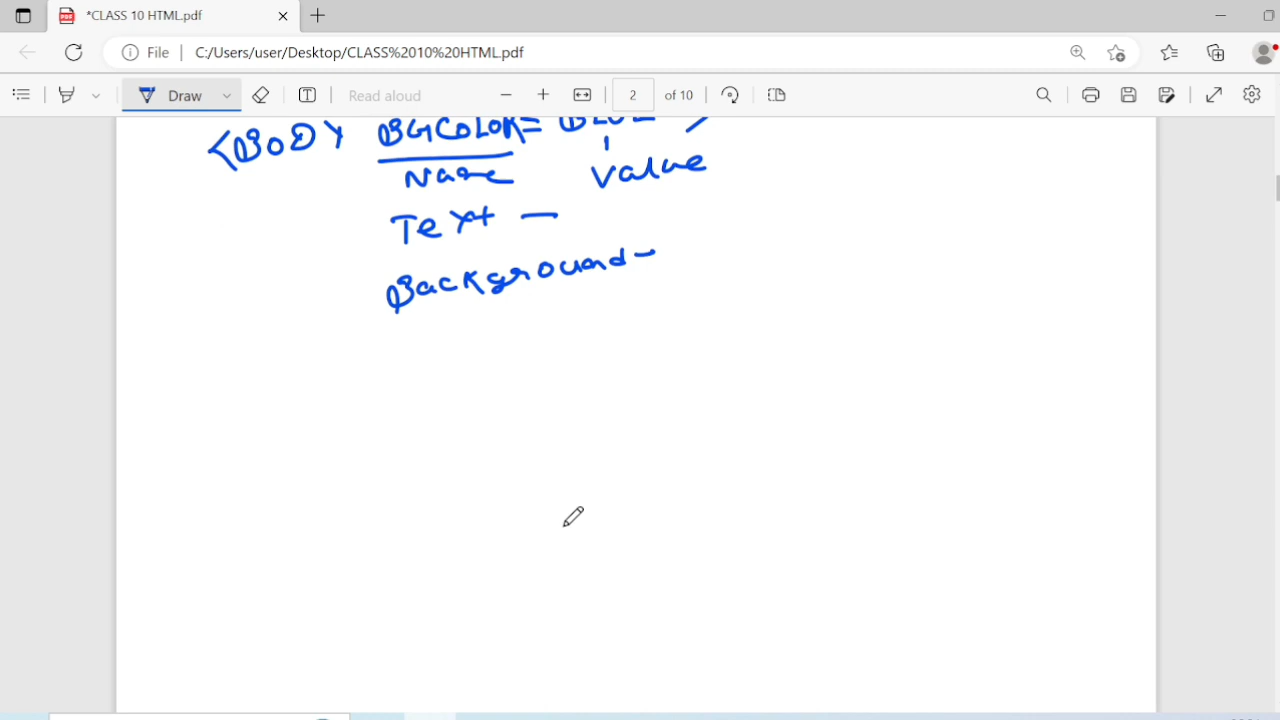 *CLASS 10 HTML.pdf
File | C:/Users/user/Desktop/CLASS%2010%20HTML.pdf
Draw Read aloud 2 of 10
<BODY BGCOLOR= BLUE >
Name Value
Text —
Background -